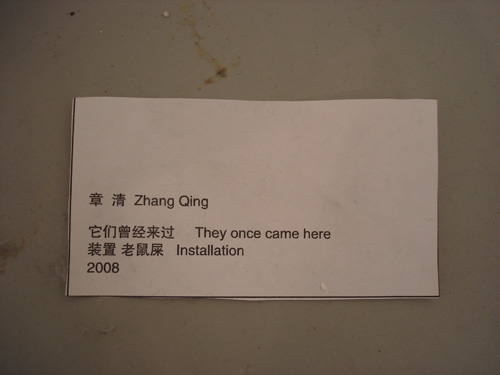 章 清 Zhang Qing
它们曾经来过 They once came here
装置 老鼠屎 Installation
2008